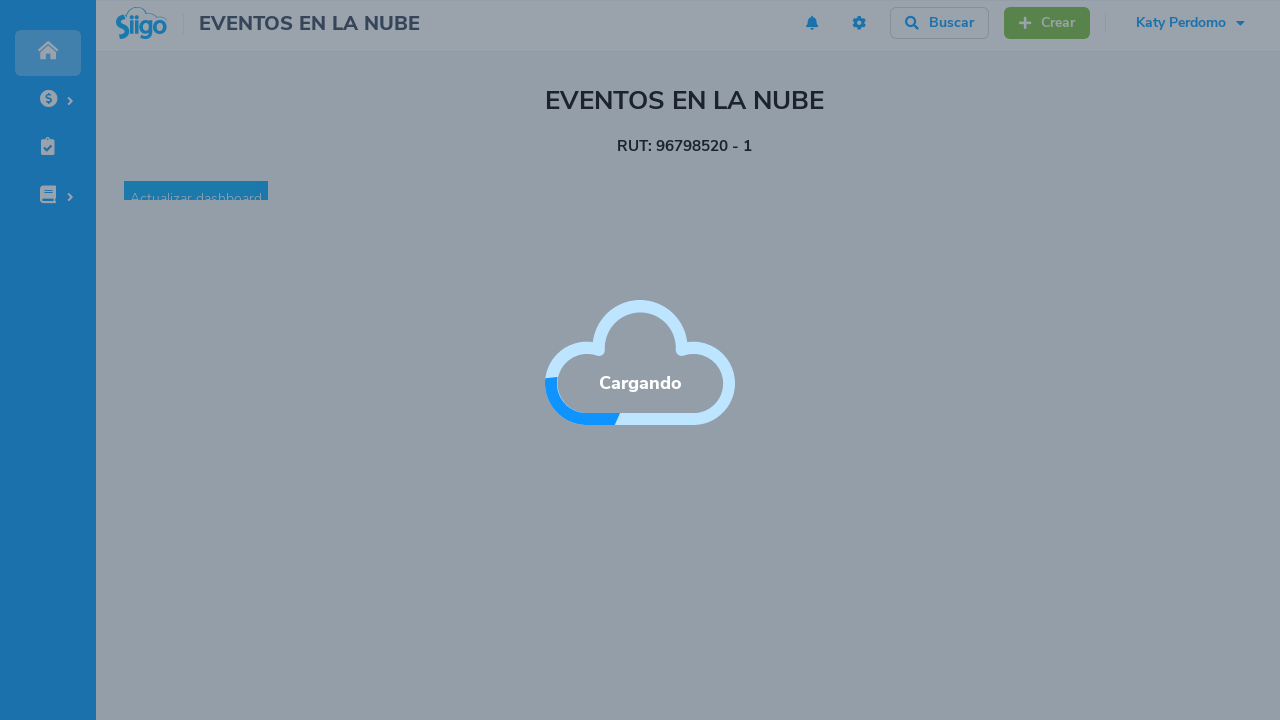 Siigo
EVENTOS EN LA NUBE
Buscar
Crear
Katy Perdomo
EVENTOS EN LA NUBE
RUT: 96798520 - 1
Actualizar dashboard
Cargando